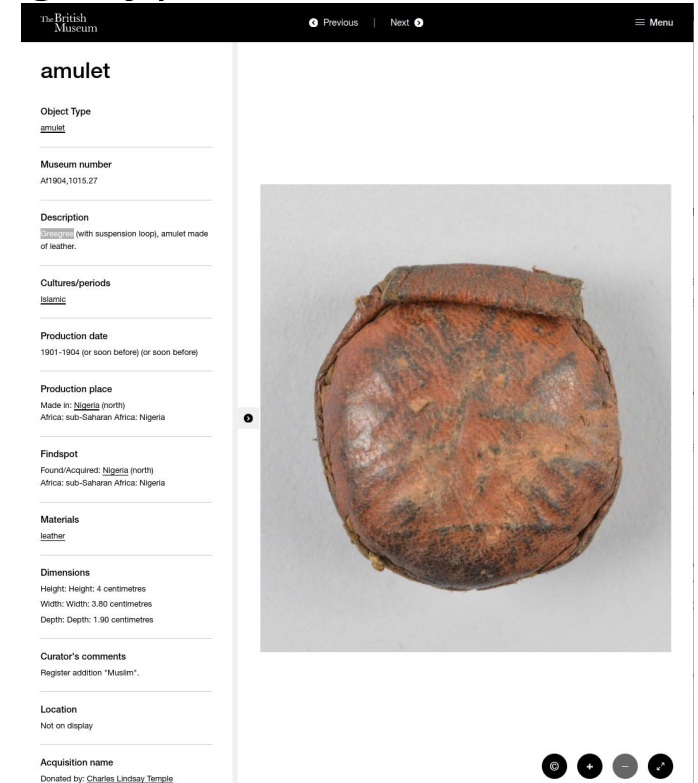 The British
Museum
Previous | Next
Menu
amulet
Object Type
amulet
Museum number
Af1904,1015.27
Description
Greegree (with suspension loop), amulet made
of leather.
Cultures/periods
Islamic
Production date
1901-1904 (or soon before) (or soon before)
Production place
Made in: Nigeria (north)
Africa: sub-Saharan Africa: Nigeria
Findspot
Found/Acquired: Nigeria (north)
Africa: sub-Saharan Africa: Nigeria
Materials
leather
Dimensions
Height: Height: 4 centimetres
Width: Width: 3.80 centimetres
Depth: Depth: 1.90 centimetres
Curator's comments
Register addition "Muslim".
Location
Not on display
Acquisition name
Donated by: Charles Lindsay Temple